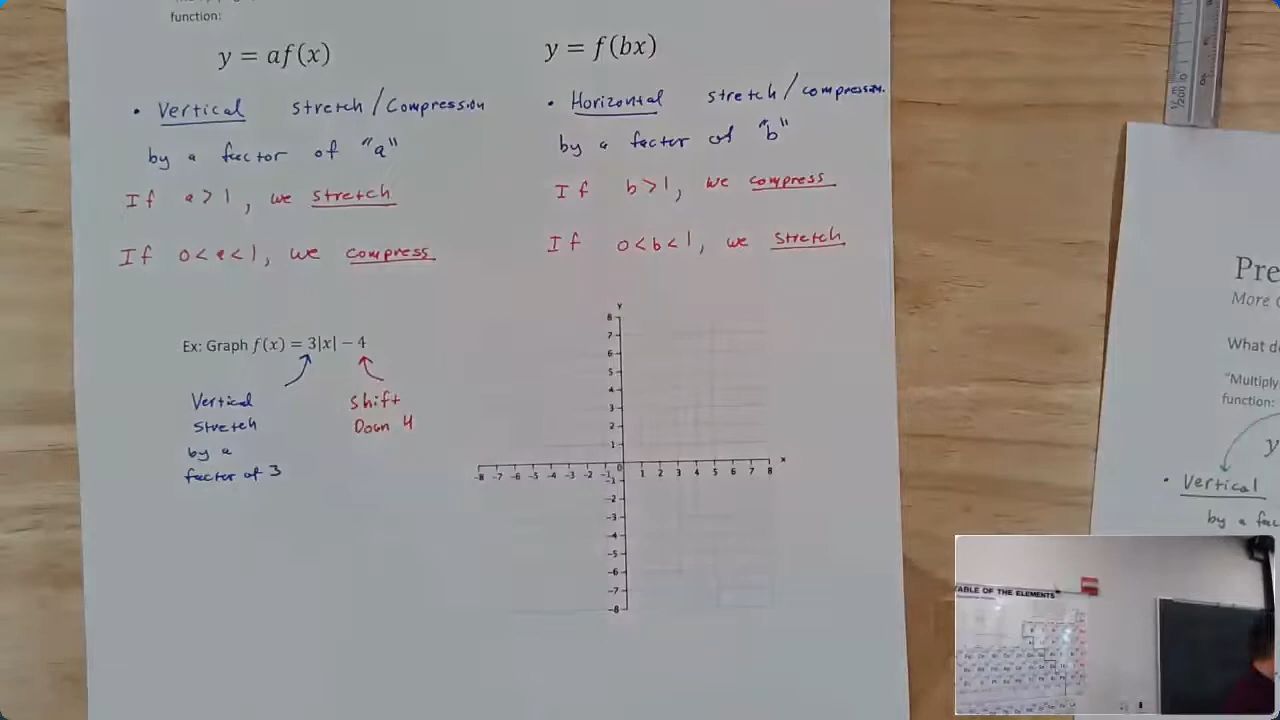 function:
y = af(x)
• Vertical stretch/Compression
by a factor of "a"
If a > 1, we stretch
If 0 < a < 1, we compress
y = f(bx)
• Horizontal stretch/compression.
by a factor of "b"
If b > 1, we compress
If 0 < b < 1, we stretch
Ex: Graph f(x) = 3|x| − 4
Vertical
Stretch
by a
factor of 3
Shift
Down 4
y
8
7
6
5
4
3
2
1
-8 -7 -6 -5 -4 -3 -2 -1 0 1 2 3 4 5 6 7 8 x
-1
-2
-3
-4
-5
-6
-7
-8
Pre
More
What d
"Multiply
function:
y
• Vertical
by a fac
TABLE OF THE ELEMENTS